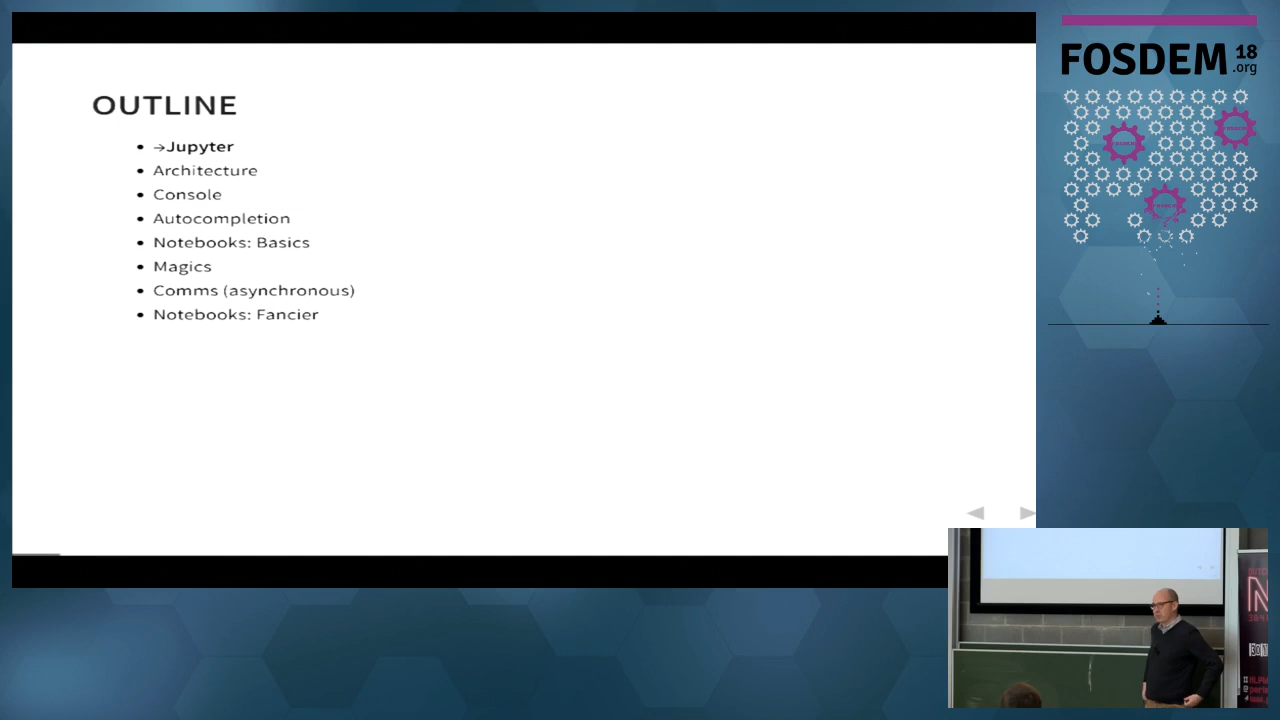 OUTLINE
→Jupyter
Architecture
Console
Autocompletion
Notebooks: Basics
Magics
Comms (asynchronous)
Notebooks: Fancier
FOSDEM 18
.org